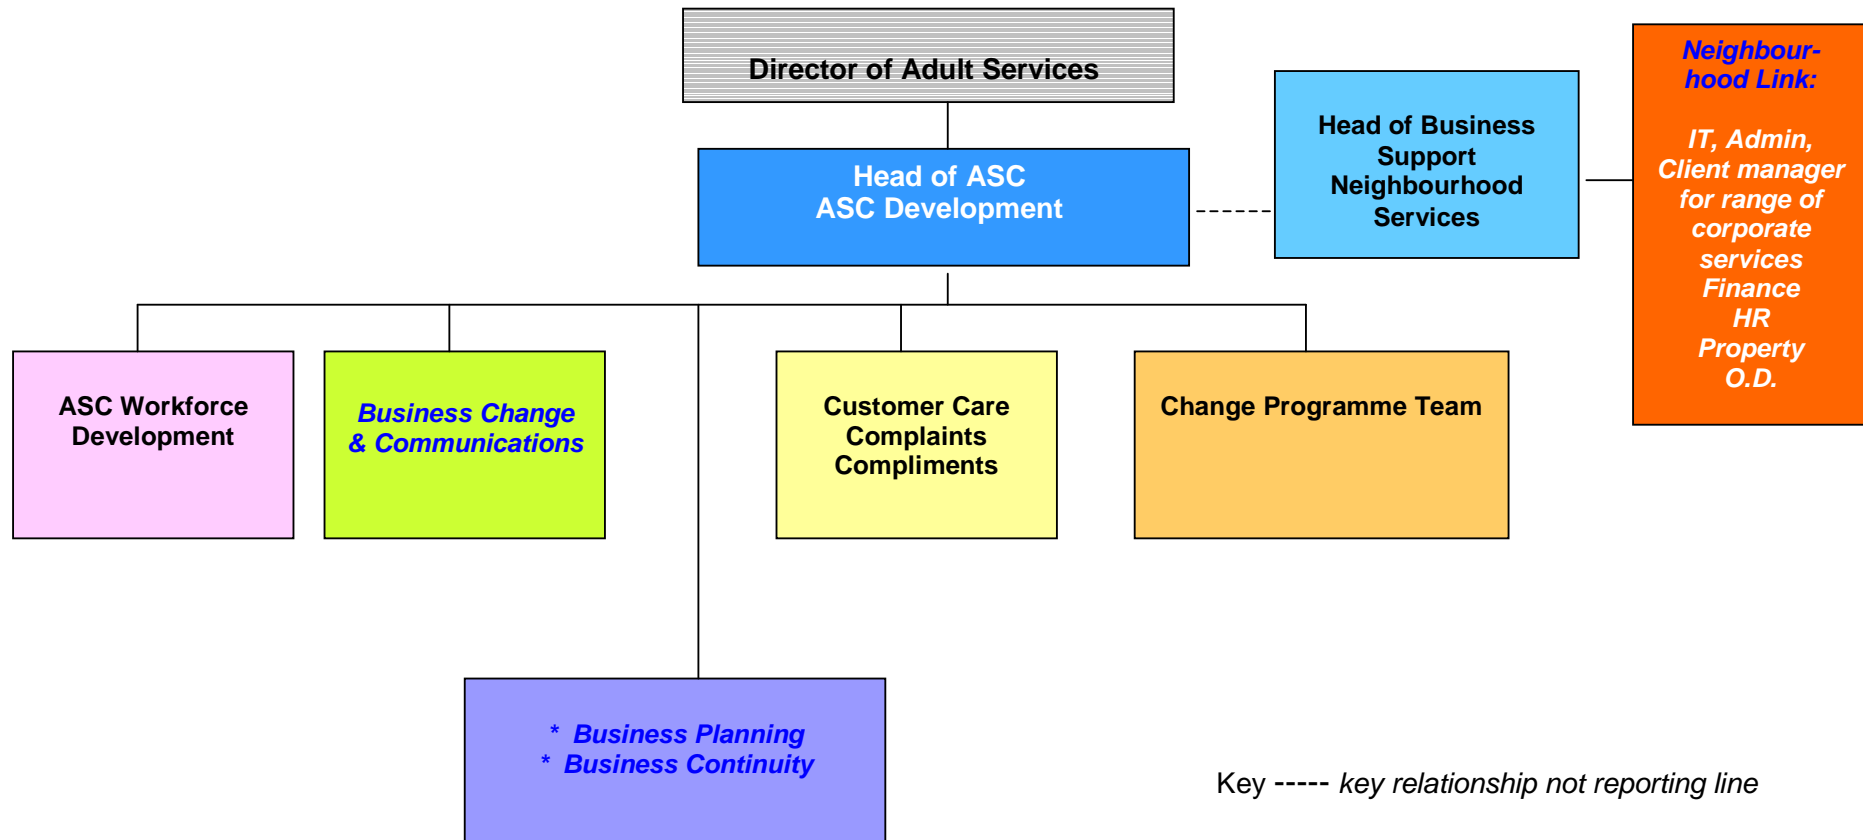 Director of Adult Services
Head of ASC
ASC Development
Head of Business
Support
Neighbourhood
Services
Neighbour-
hood Link:
IT, Admin,
Client manager
for range of
corporate
services
Finance
HR
Property
O.D.
ASC Workforce
Development
Business Change
& Communications
Customer Care
Complaints
Compliments
Change Programme Team
* Business Planning
* Business Continuity
Key ----- key relationship not reporting line